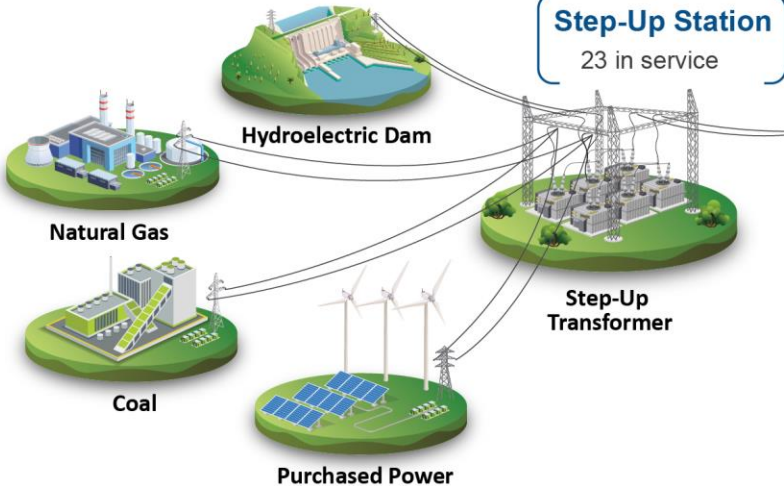 Step-Up Station
23 in service
Hydroelectric Dam
Natural Gas
Step-Up
Transformer
Coal
Purchased Power